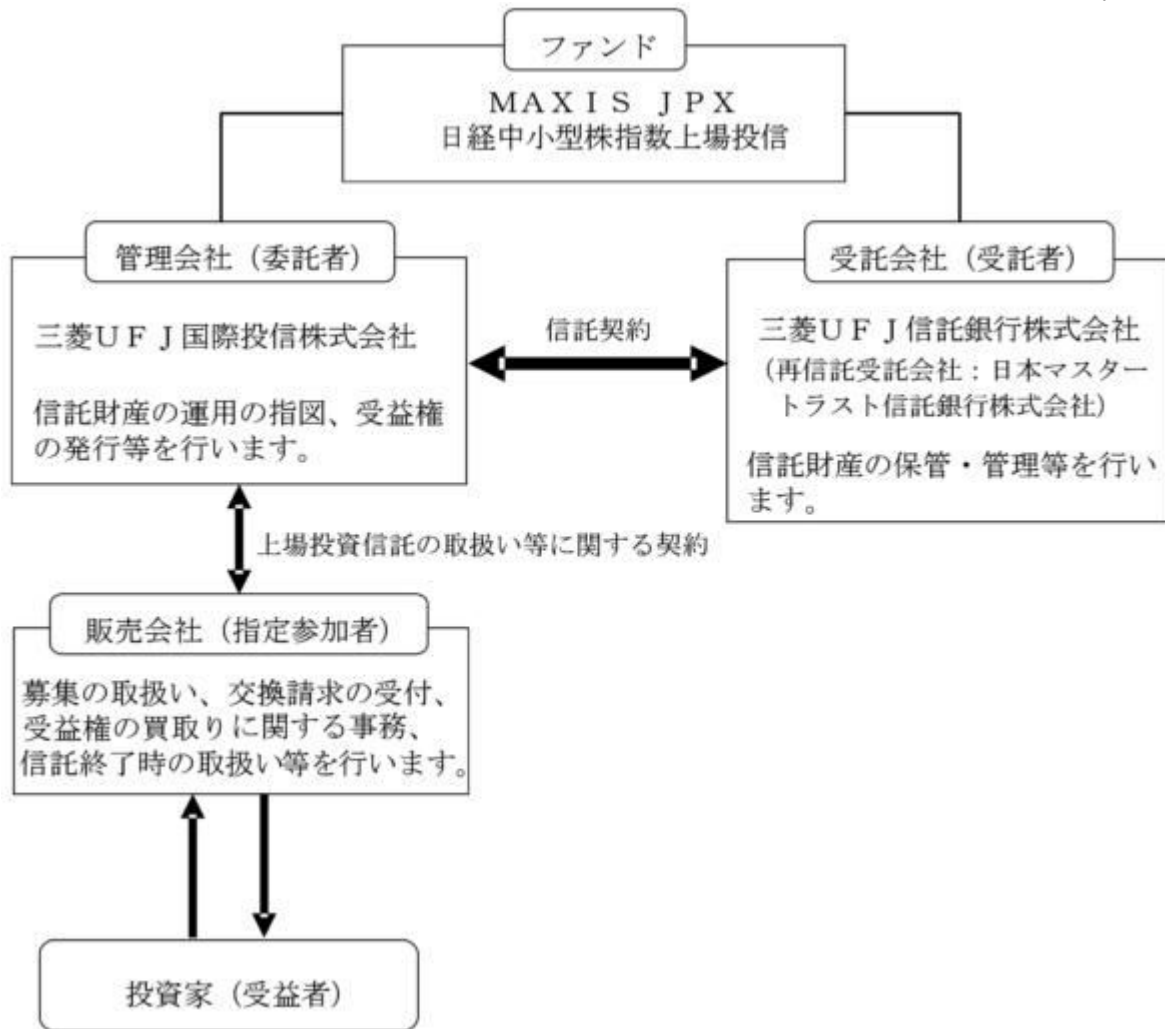 ファンド
ＭＡＸＩＳ　ＪＰＸ
日経中小型株指数上場投信
管理会社（委託者）
三菱ＵＦＪ国際投信株式会社
信託財産の運用の指図、受益権
の発行等を行います。
信託契約
受託会社（受託者）
三菱ＵＦＪ信託銀行株式会社
（再信託受託会社：日本マスター
トラスト信託銀行株式会社）
信託財産の保管・管理等を行い
ます。
上場投資信託の取扱い等に関する契約
販売会社（指定参加者）
募集の取扱い、交換請求の受付、
受益権の買取りに関する事務、
信託終了時の取扱い等を行います。
投資家（受益者）